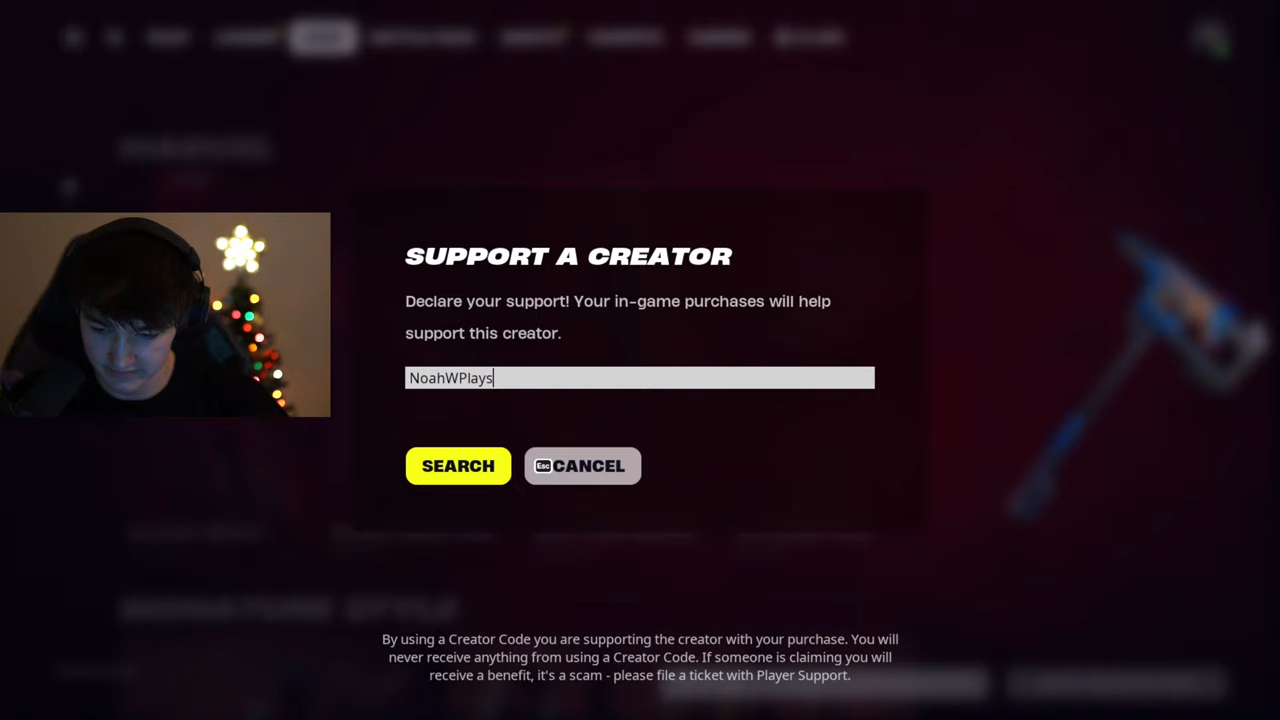 SUPPORT A CREATOR
Declare your support! Your in-game purchases will help
support this creator.
NoahWPlays
SEARCH
Esc CANCEL
By using a Creator Code you are supporting the creator with your purchase. You will
never receive anything from using a Creator Code. If someone is claiming you will
receive a benefit, it's a scam - please file a ticket with Player Support.